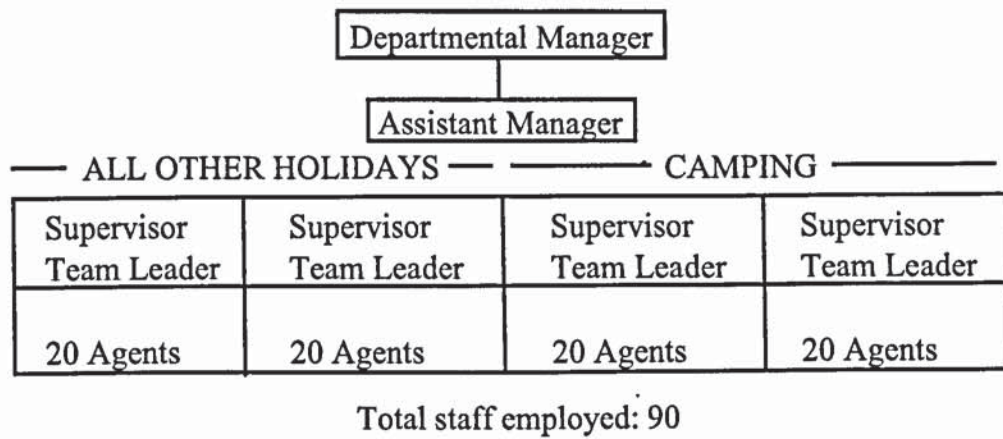 Departmental Manager
Assistant Manager
ALL OTHER HOLIDAYS CAMPING
Supervisor Supervisor Supervisor Supervisor
Team Leader Team Leader Team Leader Team Leader
20 Agents 20 Agents 20 Agents 20 Agents
Total staff employed: 90